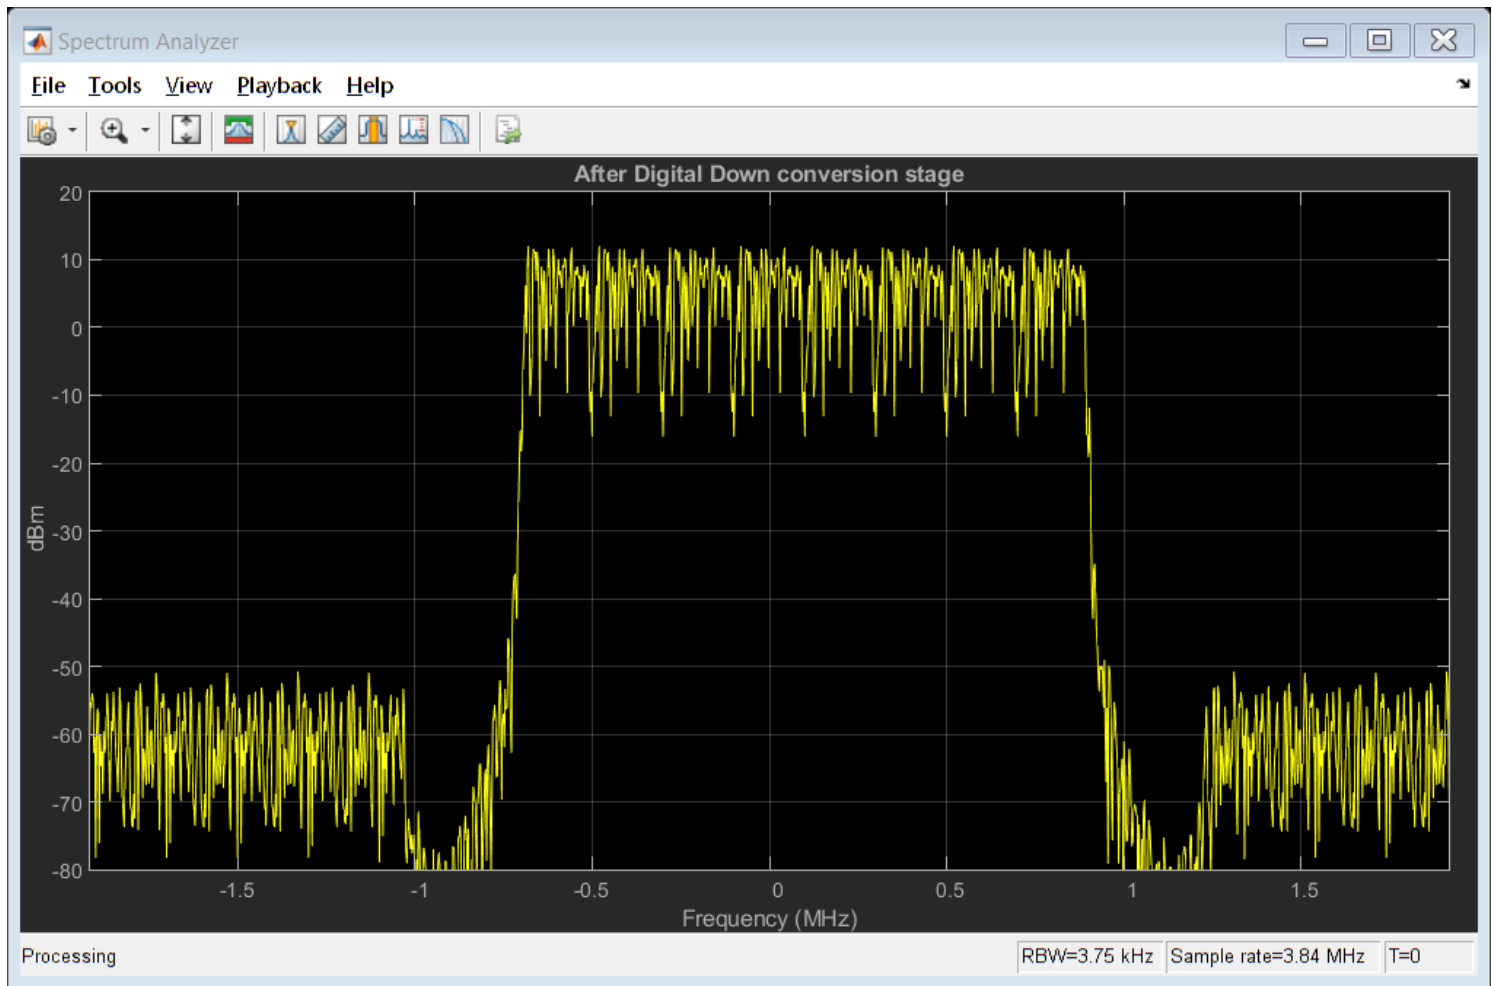 Spectrum Analyzer
File Tools View Playback Help
After Digital Down conversion stage
20
10
0
-10
-20
-30
-40
-50
-60
-70
-80
dBm
-1.5 -1 -0.5 0 0.5 1 1.5
Frequency (MHz)
Processing RBW=3.75 kHz Sample rate=3.84 MHz T=0